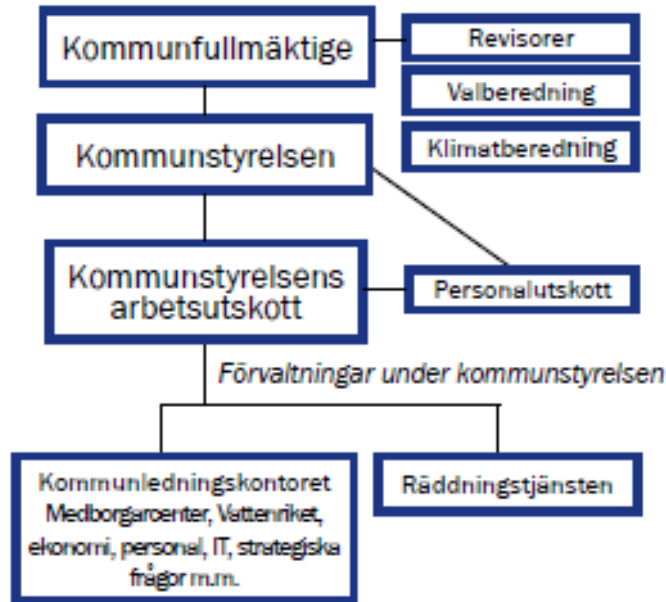 Kommunfullmäktige
Revisorer
Valberedning
Klimatberedning
Kommunstyrelsen
Kommunstyrelsens
arbetsutskott
Personalutskott
Förvaltningar under kommunstyrelsen
Kommunledningskontoret
Medborgarcenter, Vattenriket,
ekonomi, personal, IT, strategiska
frågor m.m.
Räddningstjänsten